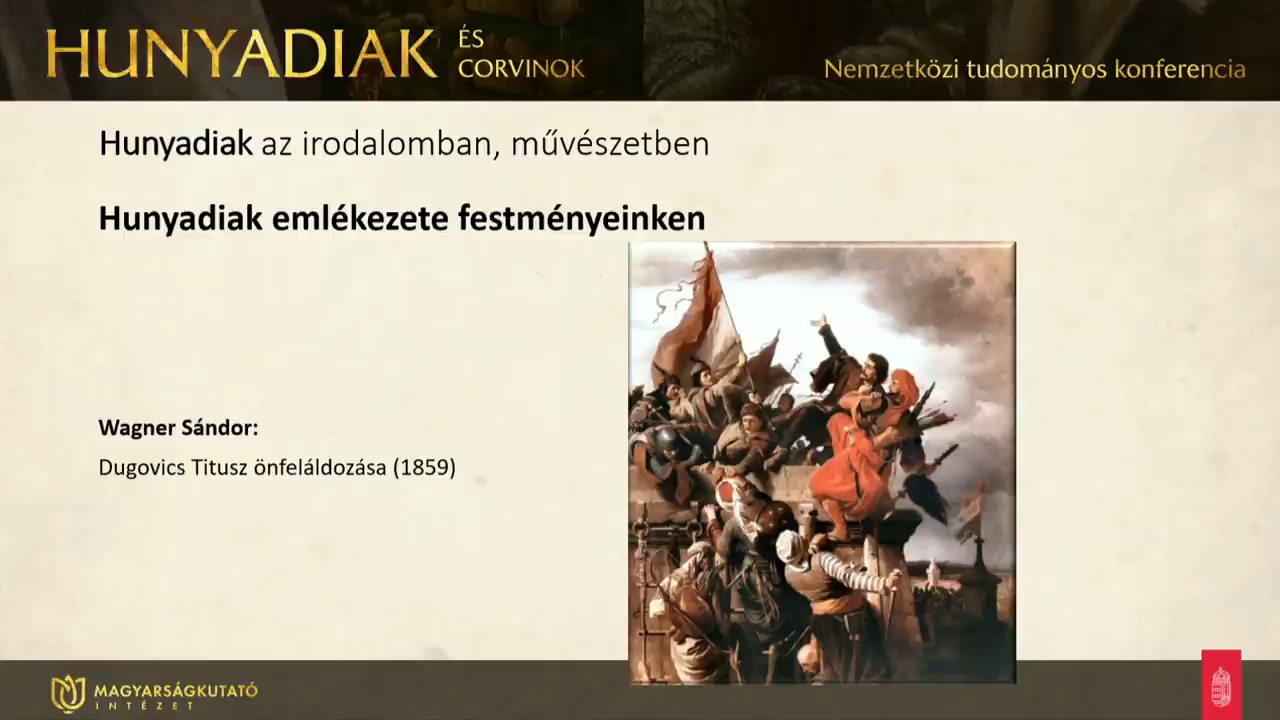 HUNYADIAK ÉS CORVINOK
Nemzetközi tudományos konferencia
Hunyadiak az irodalomban, művészetben
Hunyadiak emlékezete festményeinken
Wagner Sándor:
Dugovics Titusz önfeláldozása (1859)
MAGYARSÁGKUTATÓ
INTÉZET